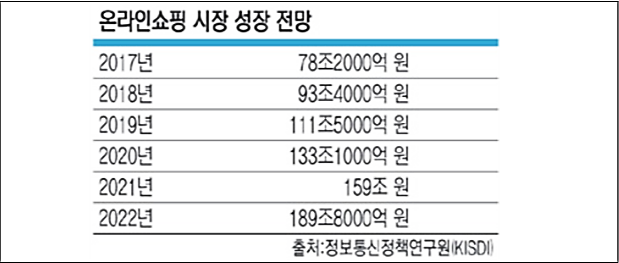 온라인쇼핑 시장 성장 전망
2017년 78조2000억 원
2018년 93조4000억 원
2019년 111조5000억 원
2020년 133조1000억 원
2021년 159조 원
2022년 189조8000억 원
출처:정보통신정책연구원(KISDI)